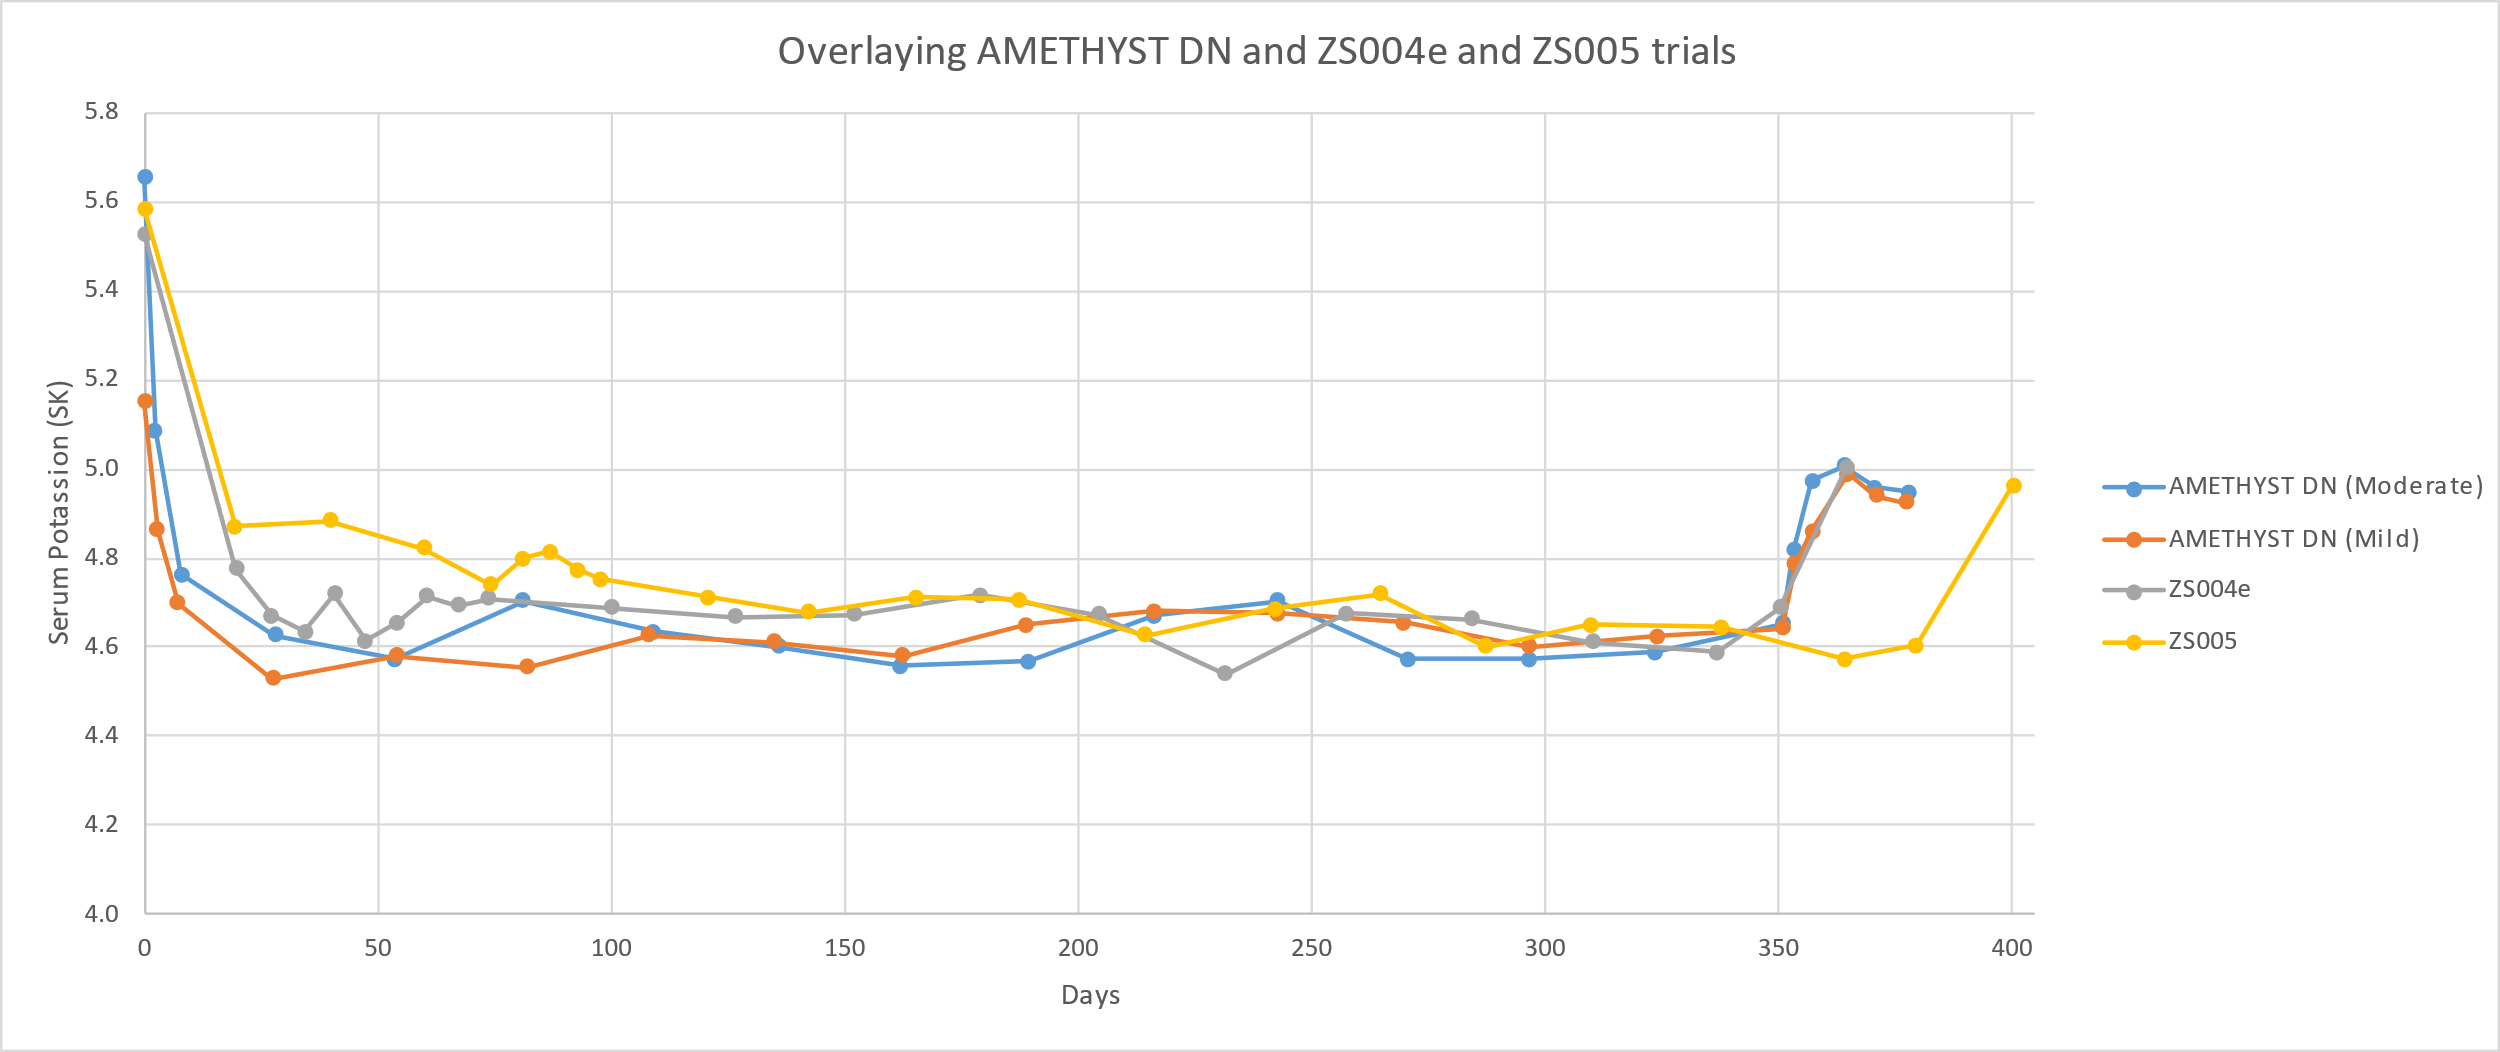 Overlaying AMETHYST DN and ZS004e and ZS005 trials
5.8
5.6
5.4
5.2
5.0
4.8
4.6
4.4
4.2
4.0
Serum Potassion (SK)
0 50 100 150 200 250 300 350 400
Days
AMETHYST DN (Moderate)
AMETHYST DN (Mild)
ZS004e
ZS005